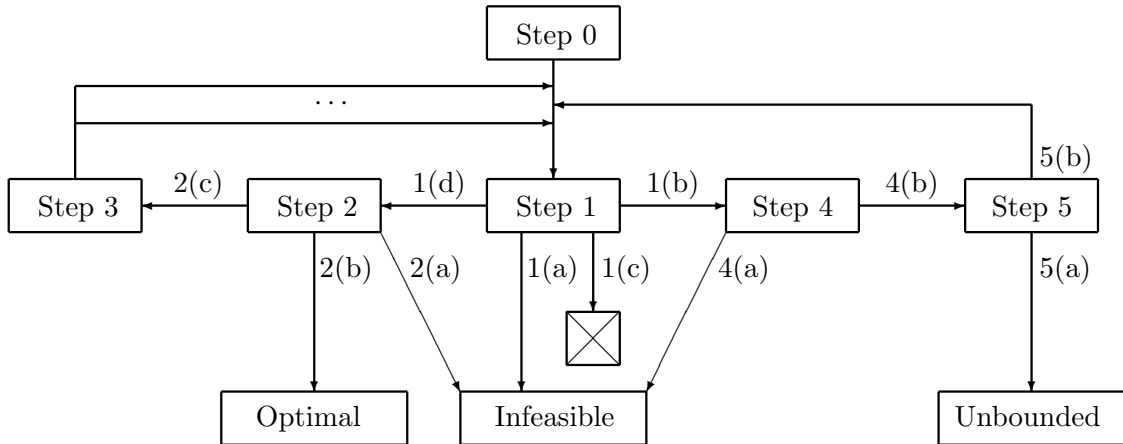 Step 0
. . .
5(b)
2(c) 1(d) 1(b) 4(b)
Step 3 Step 2 Step 1 Step 4 Step 5
2(b) 2(a) 1(a) 1(c) 4(a) 5(a)
Optimal Infeasible Unbounded